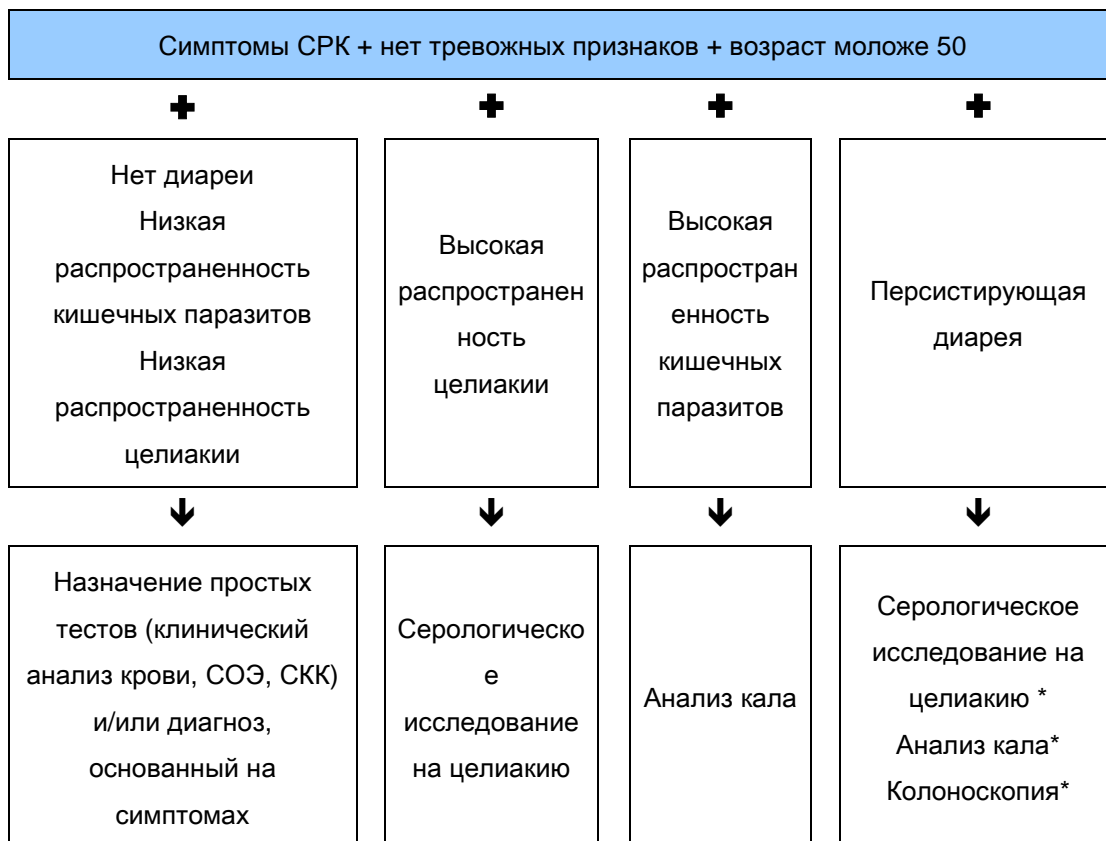 Симптомы СРК + нет тревожных признаков + возраст моложе 50
Нет диареи
Низкая
распространенность
кишечных паразитов
Низкая
распространенность
целиакии
Высокая
распространен
ность
целиакии
Высокая
распростран
енность
кишечных
паразитов
Персистирующая
диарея
Назначение простых
тестов (клинический
анализ крови, СОЭ, СКК)
и/или диагноз,
основанный на
симптомах
Серологическо
е
исследование
на целиакию
Анализ кала
Серологическое
исследование на
целиакию *
Анализ кала*
Колоноскопия*